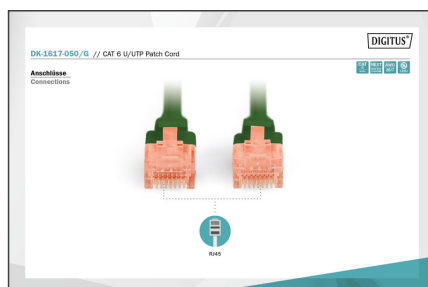 DIGITUS®
DK-1617-050/G // CAT 6 U/UTP Patch Cord
Anschlüsse
Connections
RJ45